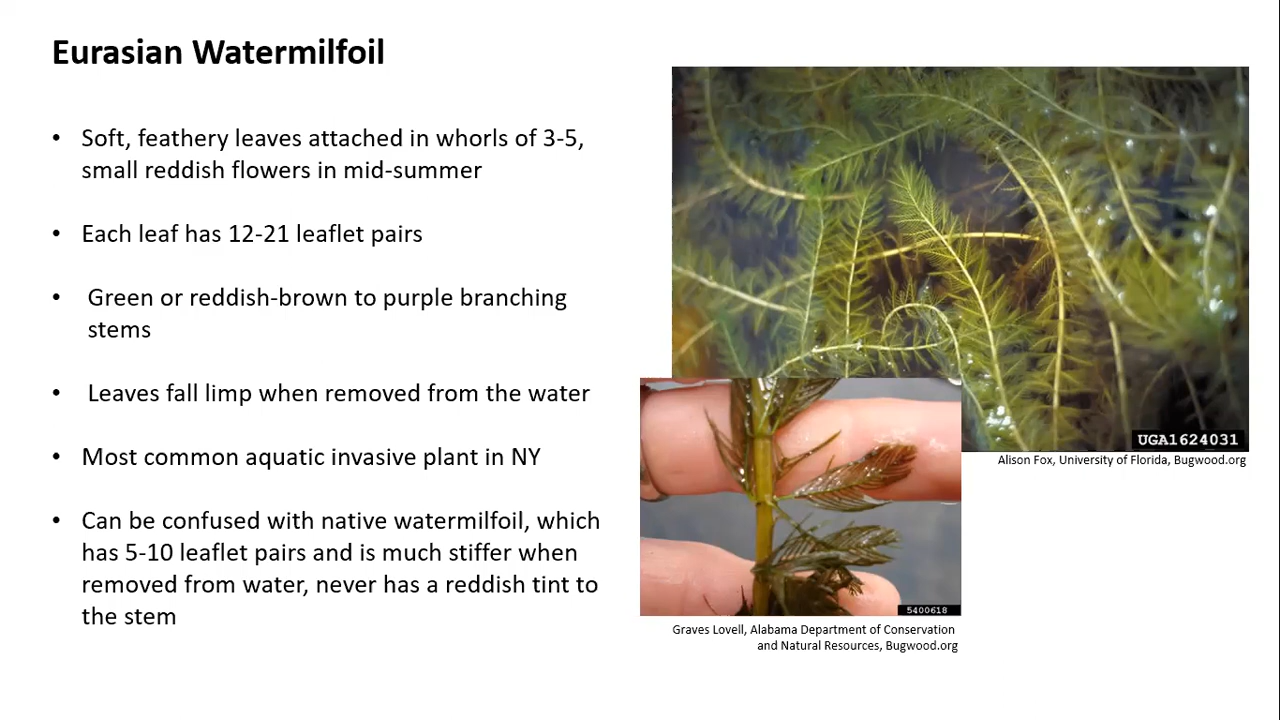 Eurasian Watermilfoil
• Soft, feathery leaves attached in whorls of 3-5,
small reddish flowers in mid-summer
• Each leaf has 12-21 leaflet pairs
• Green or reddish-brown to purple branching
stems
• Leaves fall limp when removed from the water
• Most common aquatic invasive plant in NY
• Can be confused with native watermilfoil, which
has 5-10 leaflet pairs and is much stiffer when
removed from water, never has a reddish tint to
the stem
UGA1624031
Alison Fox, University of Florida, Bugwood.org
5400618
Graves Lovell, Alabama Department of Conservation
and Natural Resources, Bugwood.org